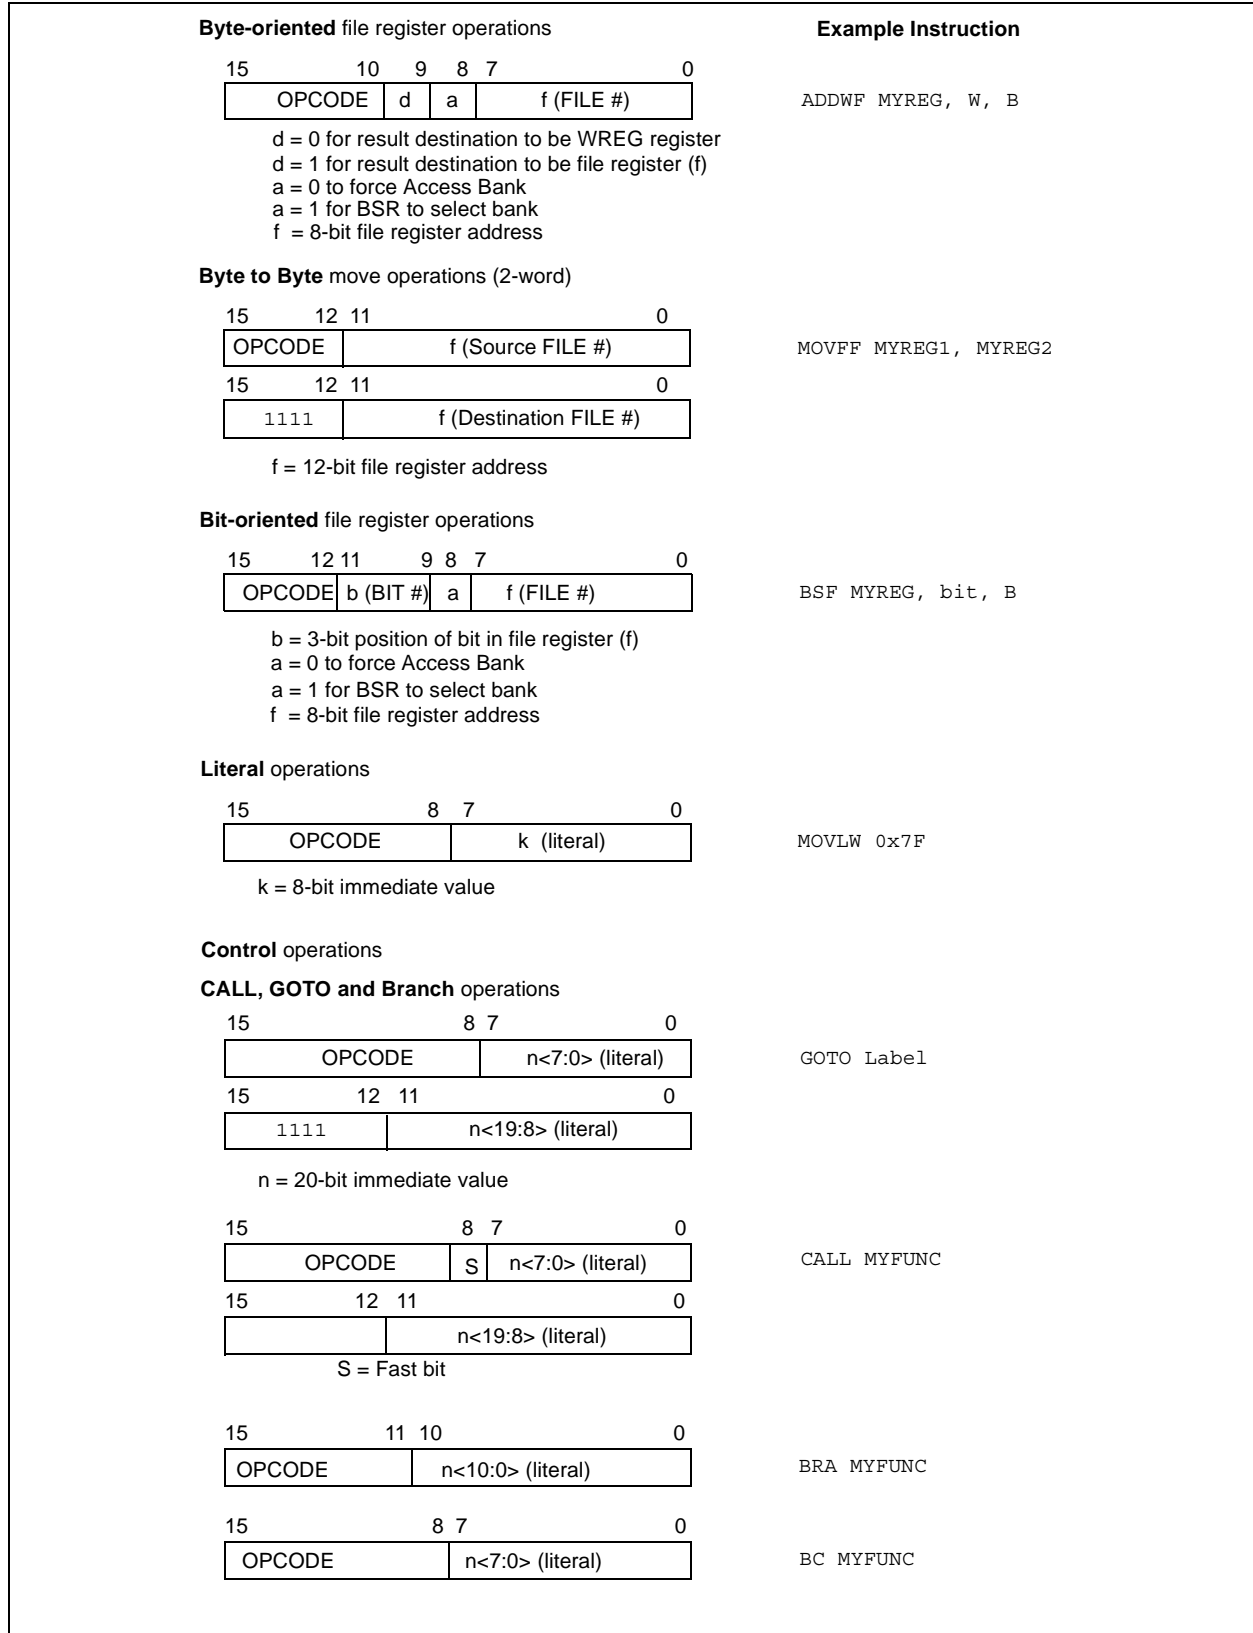 Byte-oriented file register operations Example Instruction
15 10 9 8 7 0
OPCODE d a f (FILE #) ADDWF MYREG, W, B
d = 0 for result destination to be WREG register
d = 1 for result destination to be file register (f)
a = 0 to force Access Bank
a = 1 for BSR to select bank
f = 8-bit file register address
Byte to Byte move operations (2-word)
15 12 11 0
OPCODE f (Source FILE #) MOVFF MYREG1, MYREG2
15 12 11 0
1111 f (Destination FILE #)
f = 12-bit file register address
Bit-oriented file register operations
15 12 11 9 8 7 0
OPCODE b (BIT #) a f (FILE #) BSF MYREG, bit, B
b = 3-bit position of bit in file register (f)
a = 0 to force Access Bank
a = 1 for BSR to select bank
f = 8-bit file register address
Literal operations
15 8 7 0
OPCODE k (literal) MOVLW 0x7F
k = 8-bit immediate value
Control operations
CALL, GOTO and Branch operations
15 8 7 0
OPCODE n<7:0> (literal) GOTO Label
15 12 11 0
1111 n<19:8> (literal)
n = 20-bit immediate value
15 8 7 0
OPCODE S n<7:0> (literal) CALL MYFUNC
15 12 11 0
n<19:8> (literal)
S = Fast bit
15 11 10 0
OPCODE n<10:0> (literal) BRA MYFUNC
15 8 7 0
OPCODE n<7:0> (literal) BC MYFUNC